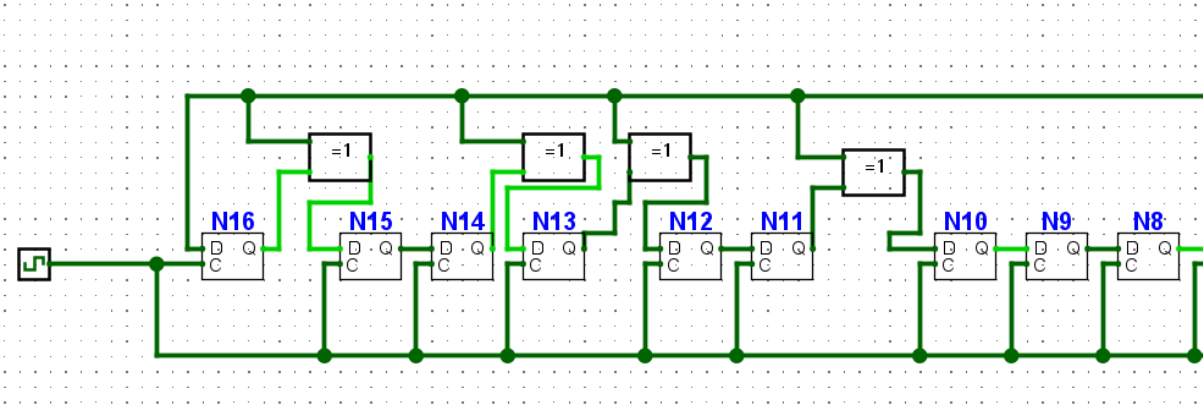 =1 =1 =1 =1
N16 N15 N14 N13 N12 N11 N10 N9 N8
D Q D Q D Q D Q D Q D Q D Q D Q D Q
C C C C C C C C C